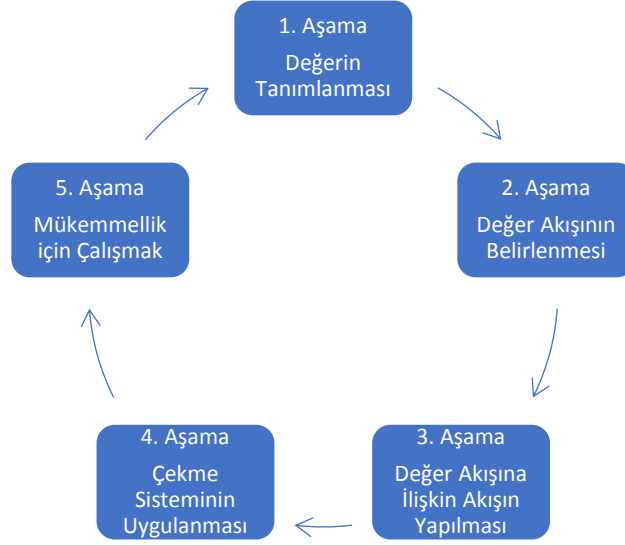 1. Aşama
Değerin
Tanımlanması
2. Aşama
Değer Akışının
Belirlenmesi
3. Aşama
Değer Akışına
İlişkin Akışın
Yapılması
4. Aşama
Çekme
Sisteminin
Uygulanması
5. Aşama
Mükemmellik
için Çalışmak